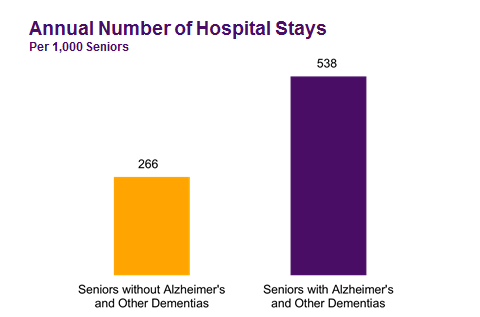 Annual Number of Hospital Stays
Per 1,000 Seniors
538
266
Seniors without Alzheimer's
and Other Dementias
Seniors with Alzheimer's
and Other Dementias